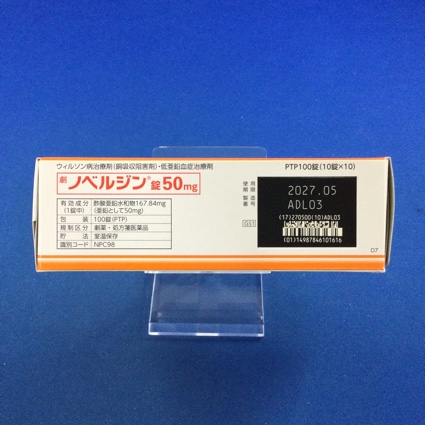 ウィルソン病治療剤(銅吸収阻害剤)・低亜鉛血症治療剤
PTP100錠(10錠×10)
劇 ノベルジン®錠50mg
有効成分(1錠中) 酢酸亜鉛水和物167.84mg(亜鉛として50mg)
包装 100錠(PTP)
規制区分 劇薬・処方箋医薬品
貯法 室温保存
識別コード NPC98
使用期限 2027.05
製造番号 ADL03
GS1
(17)270500(10)ADL03
(01)14987846101616
D7